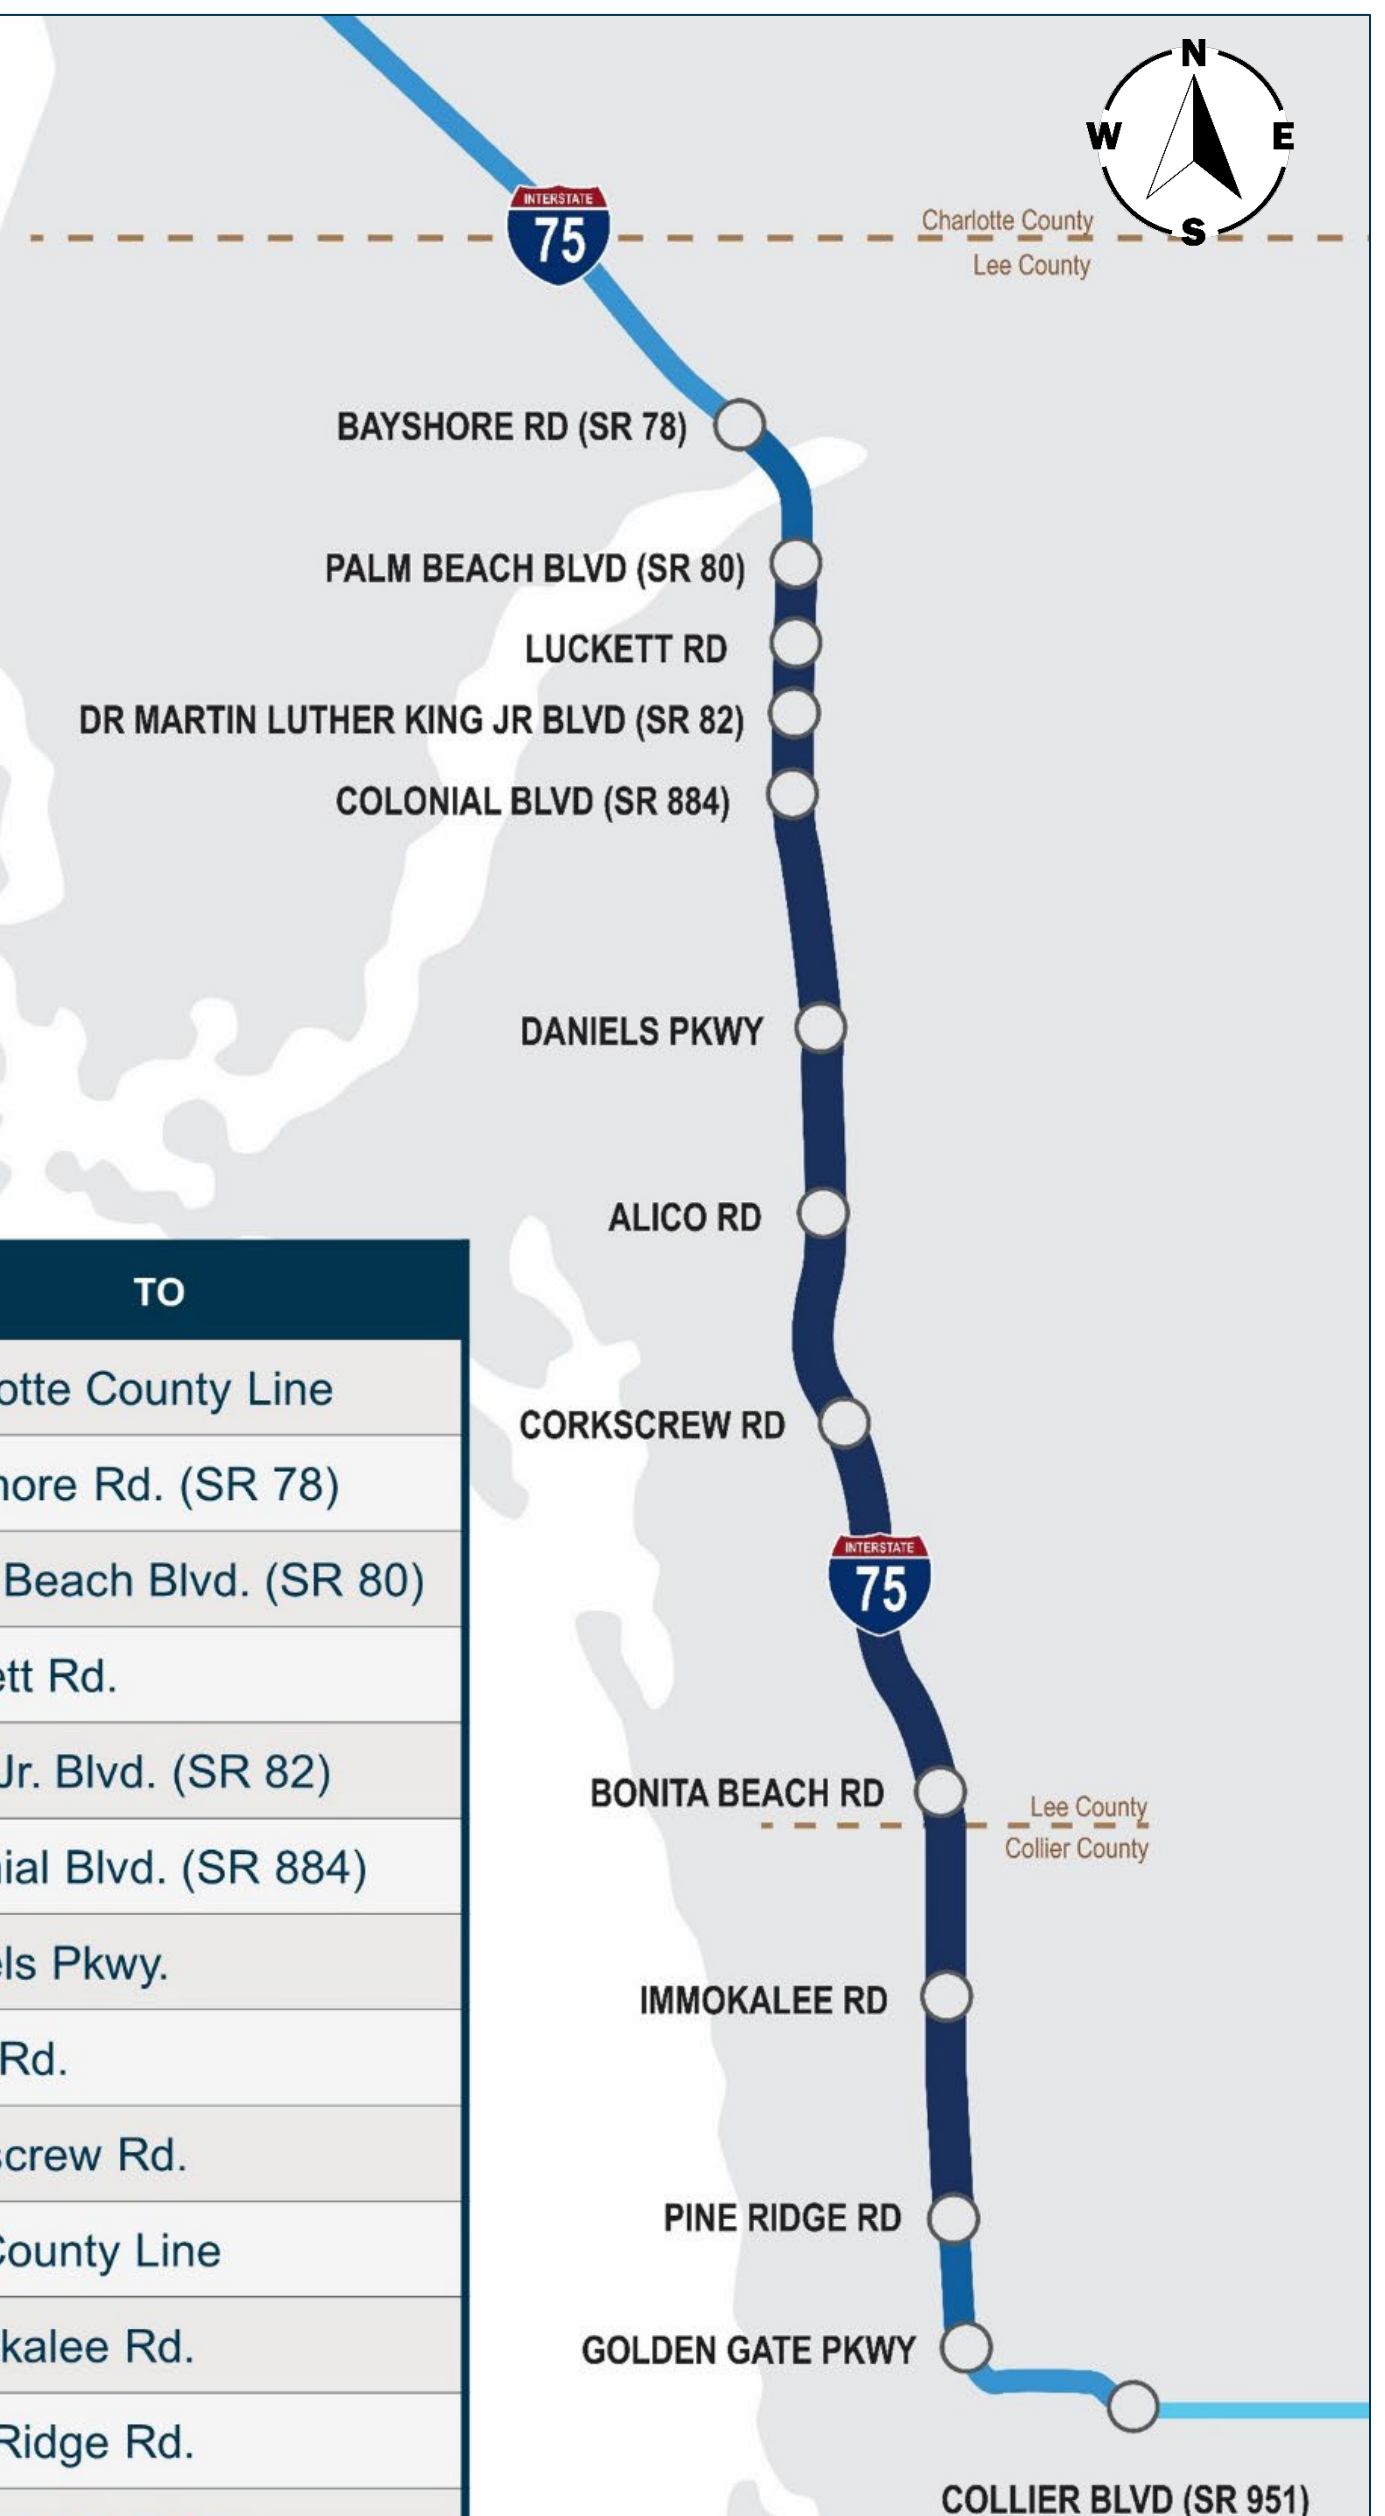 N
W E
S
INTERSTATE
75
Charlotte County
Lee County
BAYSHORE RD (SR 78)
PALM BEACH BLVD (SR 80)
LUCKETT RD
DR MARTIN LUTHER KING JR BLVD (SR 82)
COLONIAL BLVD (SR 884)
DANIELS PKWY
ALICO RD
TO
otte County Line
CORKSCREW RD
ore Rd. (SR 78)
INTERSTATE
75
Beach Blvd. (SR 80)
ett Rd.
Jr. Blvd. (SR 82)
BONITA BEACH RD
Lee County
Collier County
ial Blvd. (SR 884)
ls Pkwy.
IMMOKALEE RD
Rd.
screw Rd.
PINE RIDGE RD
County Line
kalee Rd.
GOLDEN GATE PKWY
Ridge Rd.
COLLIER BLVD (SR 951)